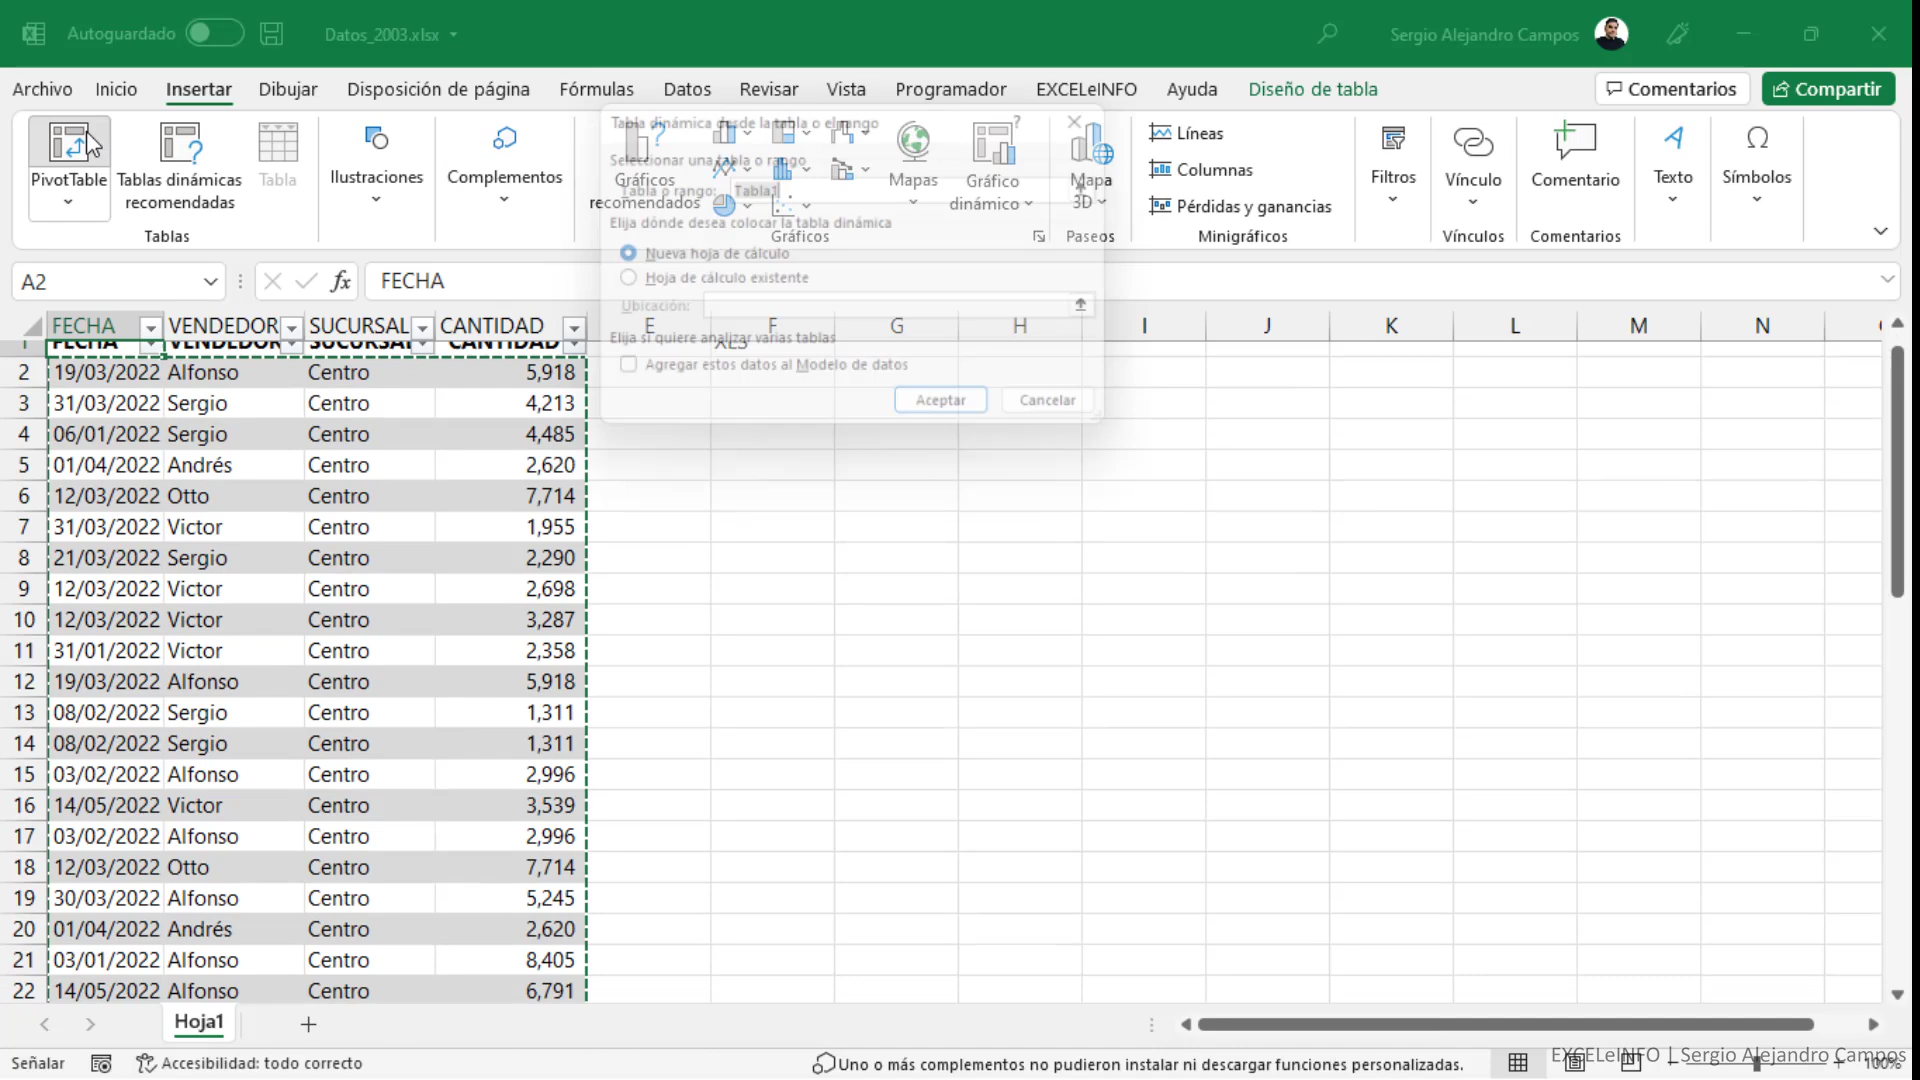 Autoguardado
Datos_2003.xlsx
Sergio Alejandro Campos
Archivo Inicio Insertar Dibujar Disposición de página Fórmulas Datos Revisar Vista Programador EXCELeINFO Ayuda Diseño de tabla
Comentarios Compartir
PivotTable
Tablas dinámicas
recomendadas
Tabla
Tablas
Ilustraciones
Complementos
Gráficos
recomendados
Mapas
Gráfico
dinámico
Gráficos
Mapa
3D
Paseos
Líneas
Columnas
Pérdidas y ganancias
Minigráficos
Filtros
Vínculo
Vínculos
Comentario
Comentarios
Texto
Símbolos
Tabla dinámica desde la tabla o el rango
Seleccionar una tabla o rango
Tabla o rango: Tabla1
Elija dónde desea colocar la tabla dinámica
Nueva hoja de cálculo
Hoja de cálculo existente
Ubicación:
Elija si quiere analizar varias tablas
Agregar estos datos al Modelo de datos
Aceptar Cancelar
A2 fx FECHA
FECHA VENDEDOR SUCURSAL CANTIDAD E F G H I J K L M N
1 FECHA VENDEDOR SUCURSAL CANTIDAD
2 19/03/2022 Alfonso Centro 5,918
3 31/03/2022 Sergio Centro 4,213
4 06/01/2022 Sergio Centro 4,485
5 01/04/2022 Andrés Centro 2,620
6 12/03/2022 Otto Centro 7,714
7 31/03/2022 Victor Centro 1,955
8 21/03/2022 Sergio Centro 2,290
9 12/03/2022 Victor Centro 2,698
10 12/03/2022 Victor Centro 3,287
11 31/01/2022 Victor Centro 2,358
12 19/03/2022 Alfonso Centro 5,918
13 08/02/2022 Sergio Centro 1,311
14 08/02/2022 Sergio Centro 1,311
15 03/02/2022 Alfonso Centro 2,996
16 14/05/2022 Victor Centro 3,539
17 03/02/2022 Alfonso Centro 2,996
18 12/03/2022 Otto Centro 7,714
19 30/03/2022 Alfonso Centro 5,245
20 01/04/2022 Andrés Centro 2,620
21 03/01/2022 Alfonso Centro 8,405
22 14/05/2022 Alfonso Centro 6,791
Hoja1
Señalar
Accesibilidad: todo correcto
Uno o más complementos no pudieron instalar ni descargar funciones personalizadas.
EXCELeINFO | Sergio Alejandro Campos
100%